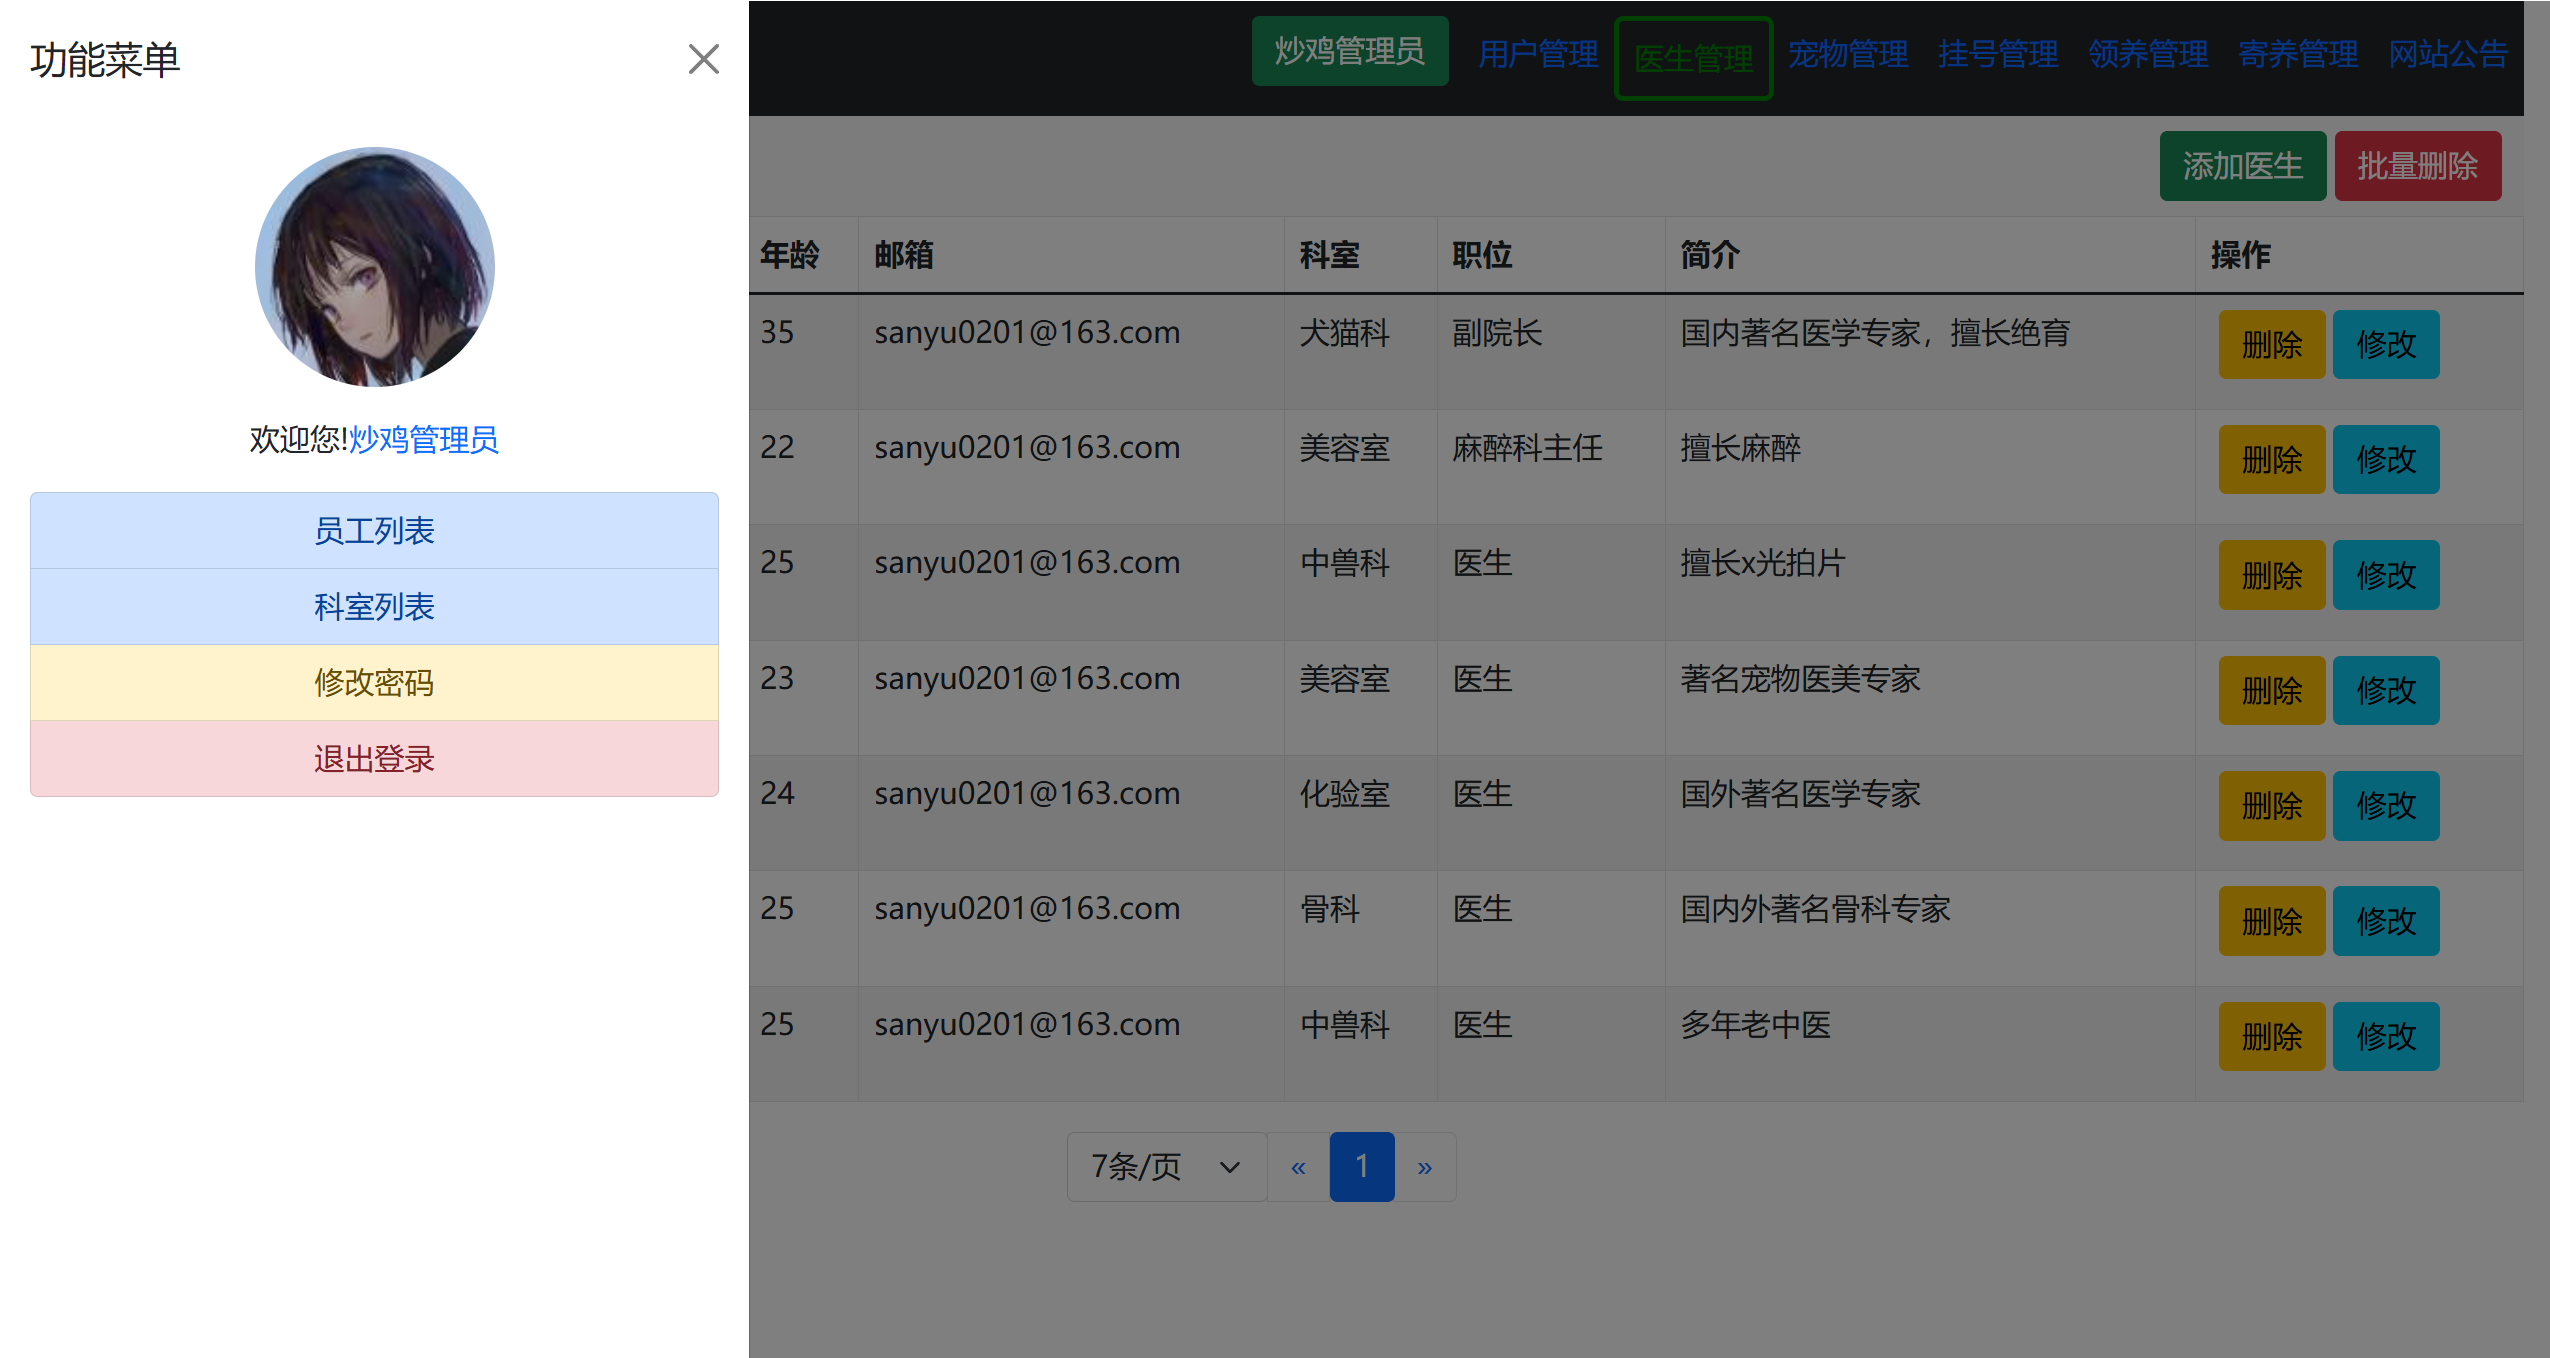 功能菜单
欢迎您!炒鸡管理员
员工列表
科室列表
修改密码
退出登录
炒鸡管理员 用户管理 医生管理 宠物管理 挂号管理 领养管理 寄养管理 网站公告
添加医生 批量删除
年龄 邮箱 科室 职位 简介 操作
35 sanyu0201@163.com 犬猫科 副院长 国内著名医学专家，擅长绝育 删除 修改
22 sanyu0201@163.com 美容室 麻醉科主任 擅长麻醉 删除 修改
25 sanyu0201@163.com 中兽科 医生 擅长x光拍片 删除 修改
23 sanyu0201@163.com 美容室 医生 著名宠物医美专家 删除 修改
24 sanyu0201@163.com 化验室 医生 国外著名医学专家 删除 修改
25 sanyu0201@163.com 骨科 医生 国内外著名骨科专家 删除 修改
25 sanyu0201@163.com 中兽科 医生 多年老中医 删除 修改
7条/页 « 1 »